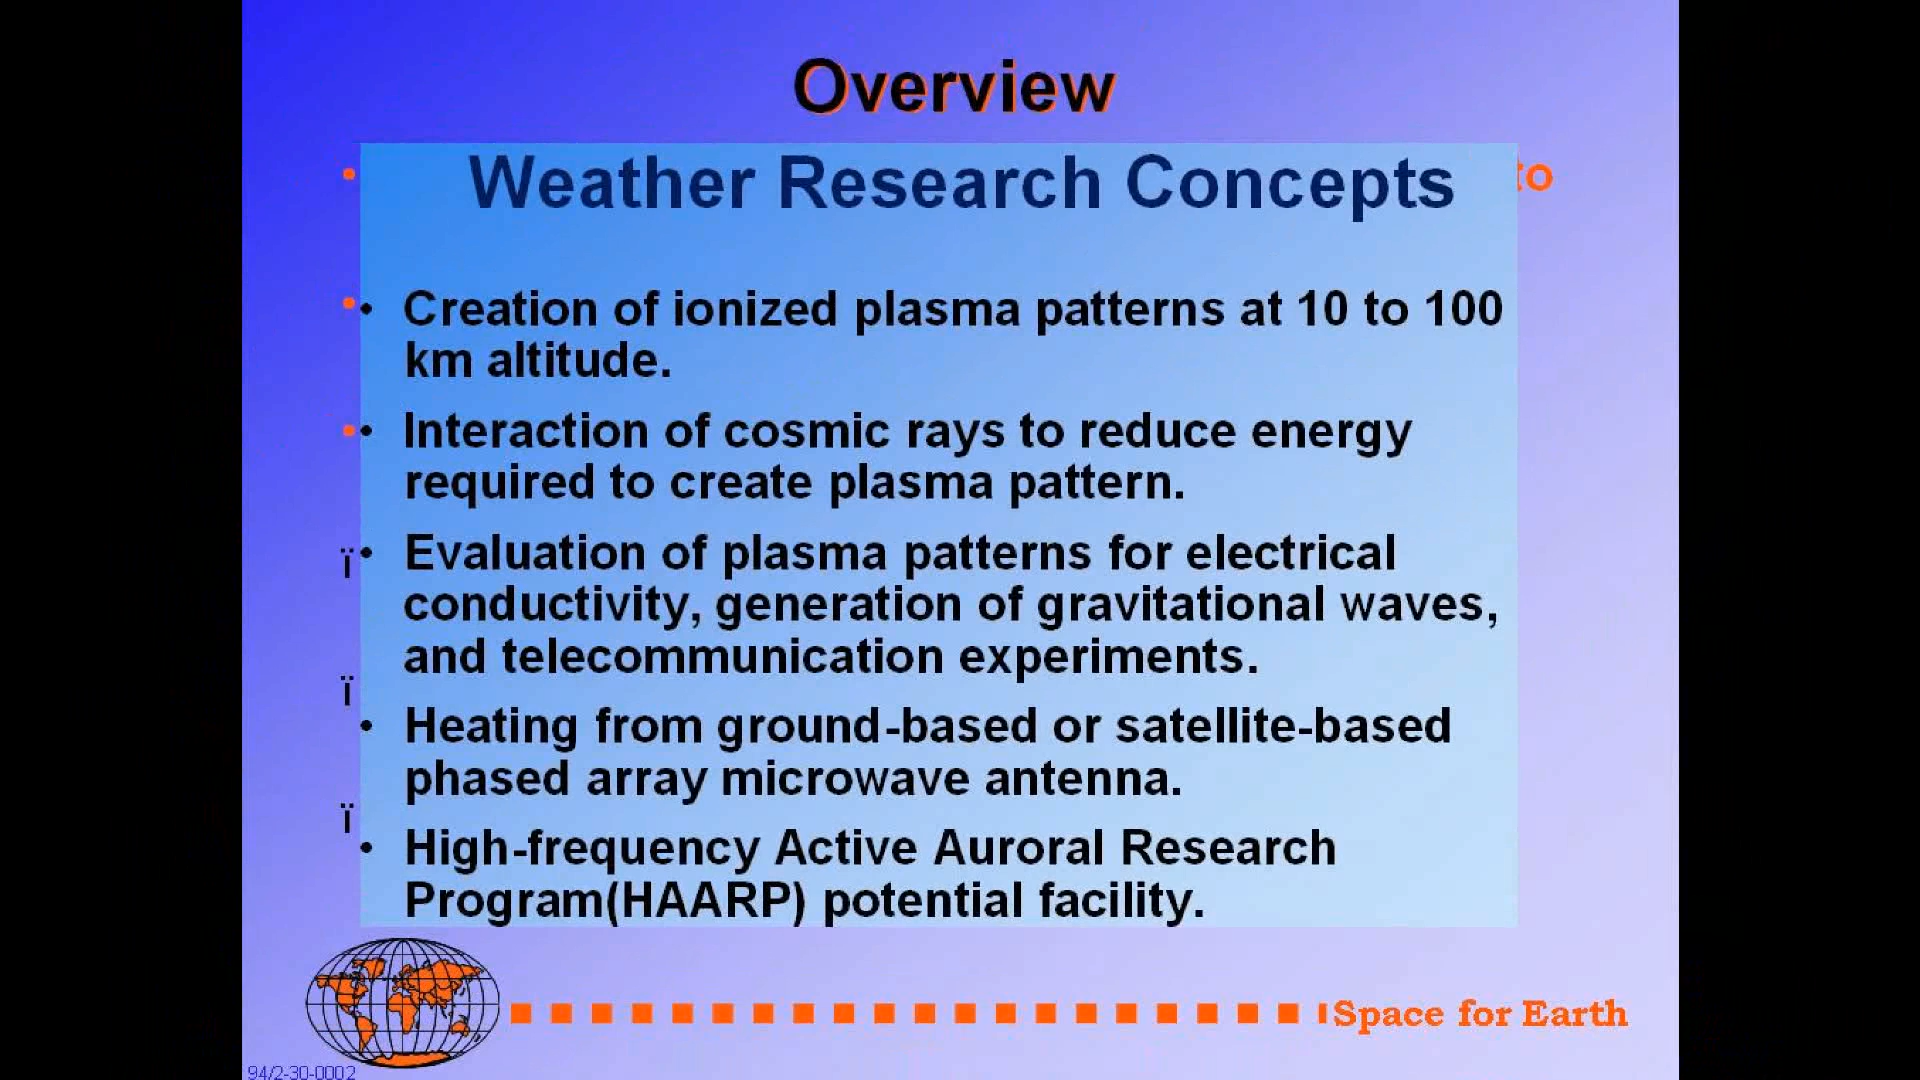 Overview
to
Weather Research Concepts
• Creation of ionized plasma patterns at 10 to 100
km altitude.
• Interaction of cosmic rays to reduce energy
required to create plasma pattern.
ï
• Evaluation of plasma patterns for electrical
conductivity, generation of gravitational waves,
and telecommunication experiments.
ï
• Heating from ground-based or satellite-based
phased array microwave antenna.
ï
• High-frequency Active Auroral Research
Program(HAARP) potential facility.
Space for Earth
94/2-30-0002